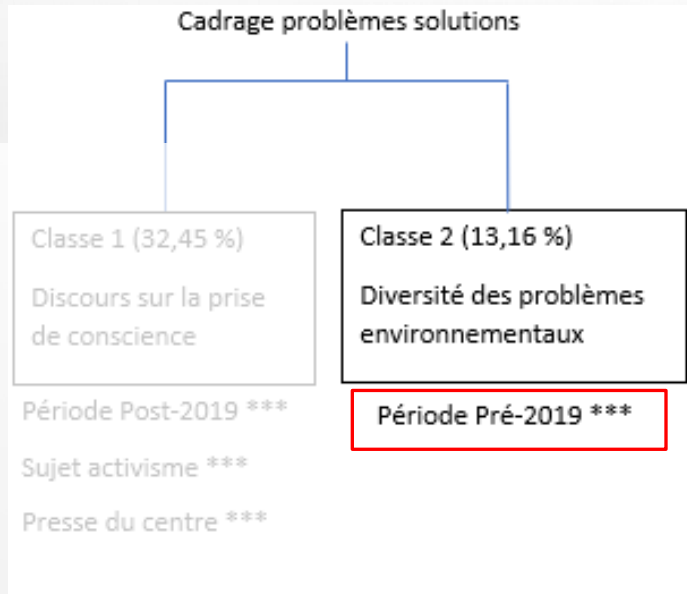 Cadrage problèmes solutions
Classe 1 (32,45 %)
Discours sur la prise
de conscience
Période Post-2019 ***
Sujet activisme ***
Presse du centre ***
Classe 2 (13,16 %)
Diversité des problèmes
environnementaux
Période Pré-2019 ***